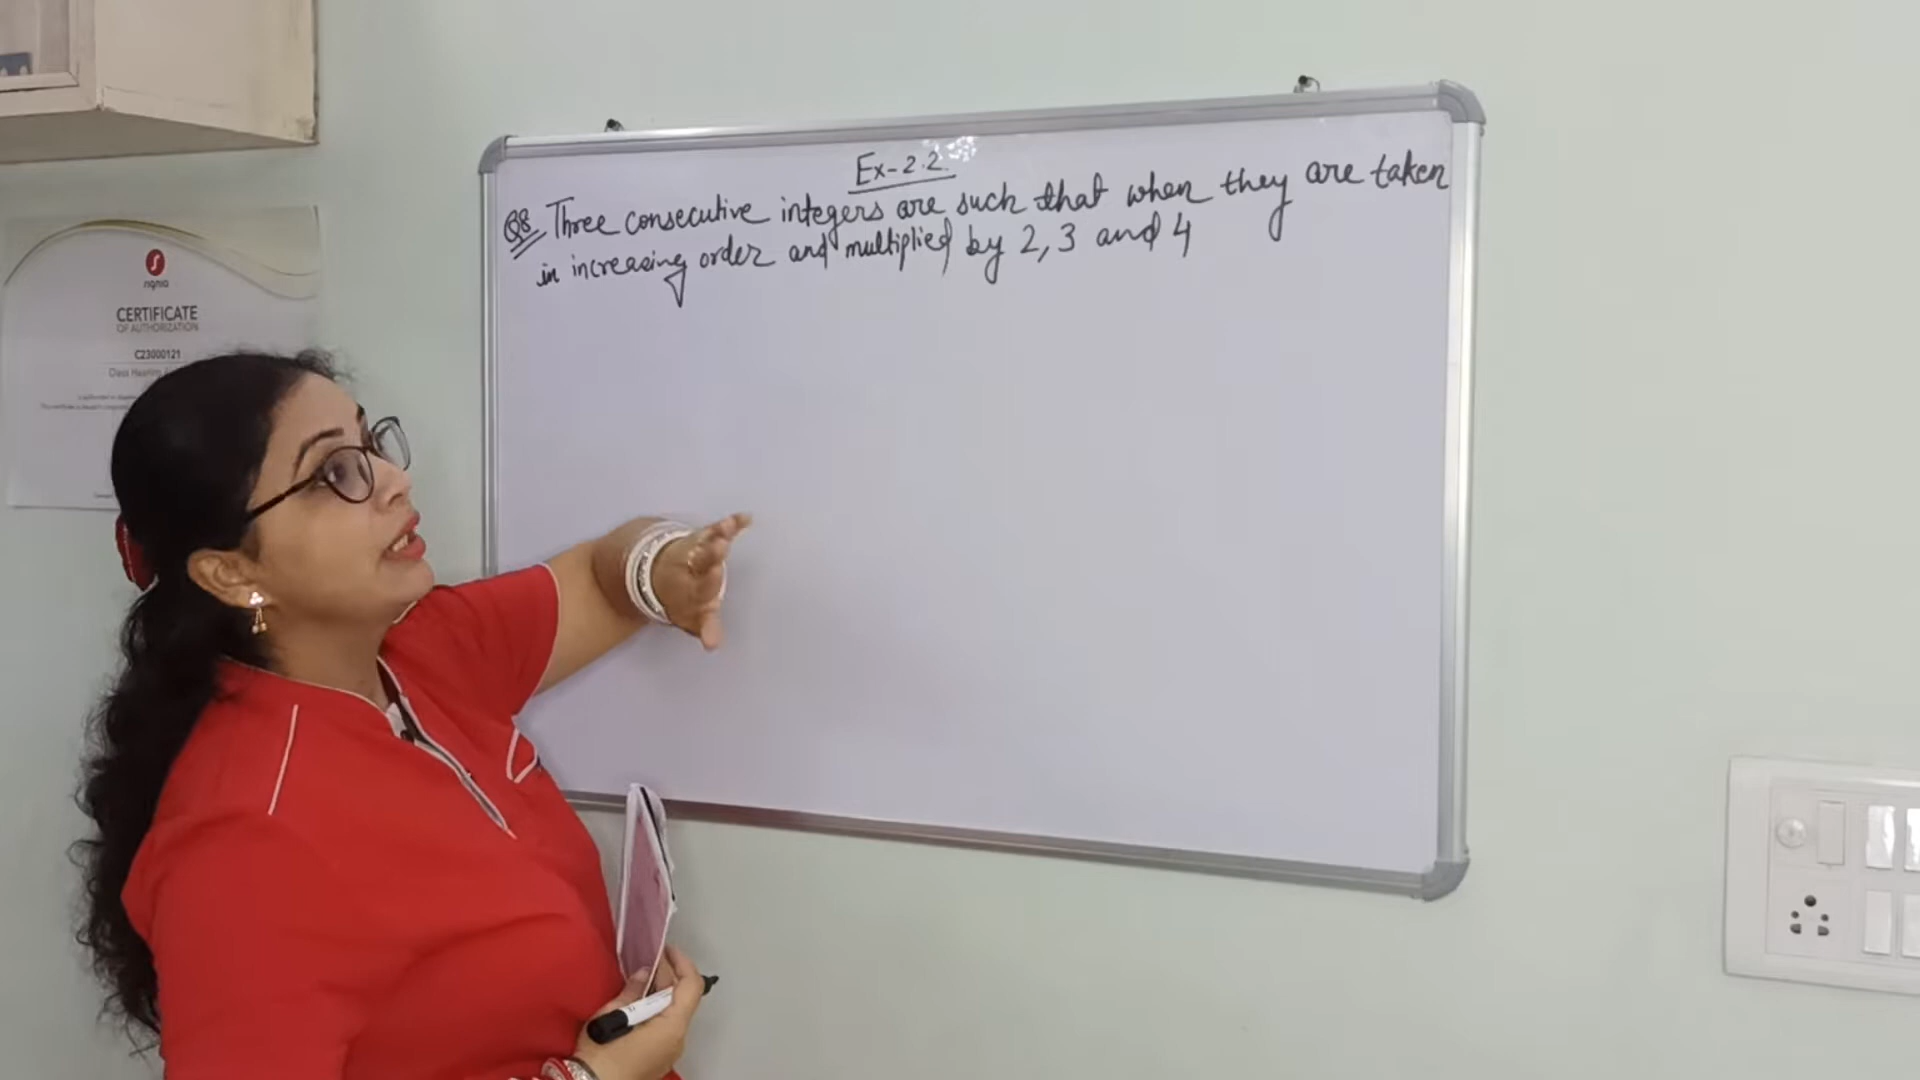 Ex-2.2
Q8. Three consecutive integers are such that when they are taken
in increasing order and multiplied by 2, 3 and 4
signia
CERTIFICATE
OF AUTHORIZATION
C23000121